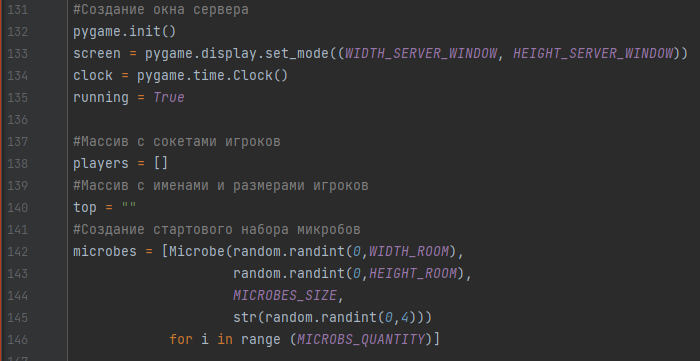 131 #Создание окна сервера
132 pygame.init()
133 screen = pygame.display.set_mode((WIDTH_SERVER_WINDOW, HEIGHT_SERVER_WINDOW))
134 clock = pygame.time.Clock()
135 running = True
136
137 #Массив с сокетами игроков
138 players = []
139 #Массив с именами и размерами игроков
140 top = ""
141 #Создание стартового набора микробов
142 microbes = [Microbe(random.randint(0,WIDTH_ROOM),
143 random.randint(0,HEIGHT_ROOM),
144 MICROBES_SIZE,
145 str(random.randint(0,4)))
146 for i in range (MICROBS_QUANTITY)]